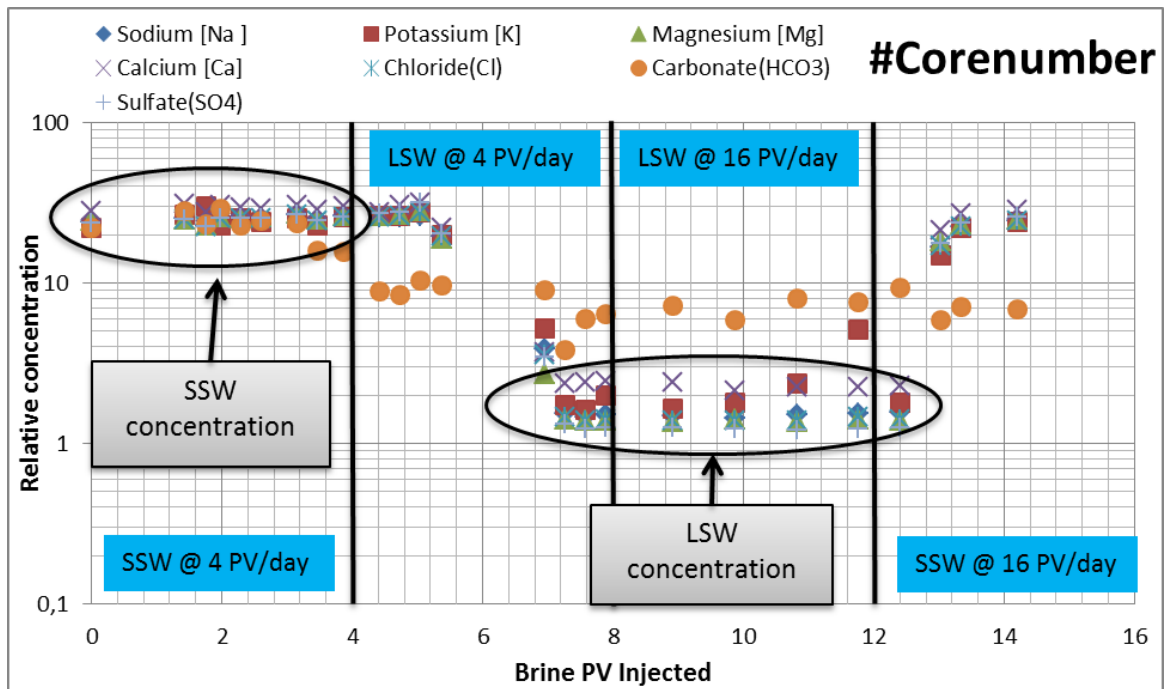 Sodium [Na ]
Potassium [K]
Magnesium [Mg]
Calcium [Ca]
Chloride(Cl)
Carbonate(HCO3)
Sulfate(SO4)
#Corenumber
100
10
1
0,1
Relative concentration
LSW @ 4 PV/day
LSW @ 16 PV/day
SSW
concentration
LSW
concentration
SSW @ 4 PV/day
SSW @ 16 PV/day
0
2
4
6
8
10
12
14
16
Brine PV Injected